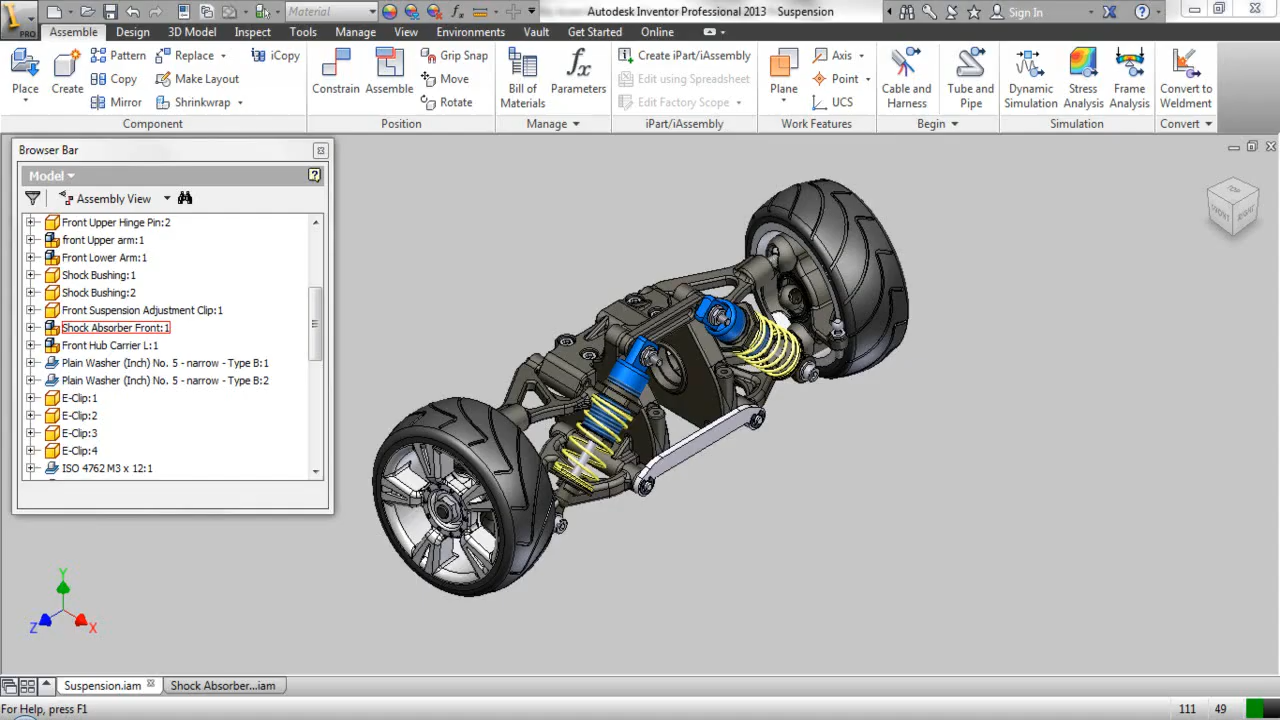 Material
Autodesk Inventor Professional 2013 - Suspension
Sign In
PRO
Assemble Design 3D Model Inspect Tools Manage View Environments Vault Get Started Online
Place
Create
Pattern
Copy
Mirror
Replace
Make Layout
Shrinkwrap
iCopy
Component
Constrain
Assemble
Grip Snap
Move
Rotate
Position
Bill of
Materials
Parameters
Manage
Create iPart/iAssembly
Edit using Spreadsheet
Edit Factory Scope
iPart/iAssembly
Plane
Axis
Point
UCS
Work Features
Cable and
Harness
Tube and
Pipe
Begin
Dynamic
Simulation
Stress
Analysis
Frame
Analysis
Simulation
Convert to
Weldment
Convert
Browser Bar
Model
Assembly View
Front Upper Hinge Pin:2
front Upper arm:1
Front Lower Arm:1
Shock Bushing:1
Shock Bushing:2
Front Suspension Adjustment Clip:1
Shock Absorber Front:1
Front Hub Carrier L:1
Plain Washer (Inch) No. 5 - narrow - Type B:1
Plain Washer (Inch) No. 5 - narrow - Type B:2
E-Clip:1
E-Clip:2
E-Clip:3
E-Clip:4
ISO 4762 M3 x 12:1
TOP
FRONT
RIGHT
Y
Z
X
Suspension.iam
Shock Absorber...iam
For Help, press F1
111
49